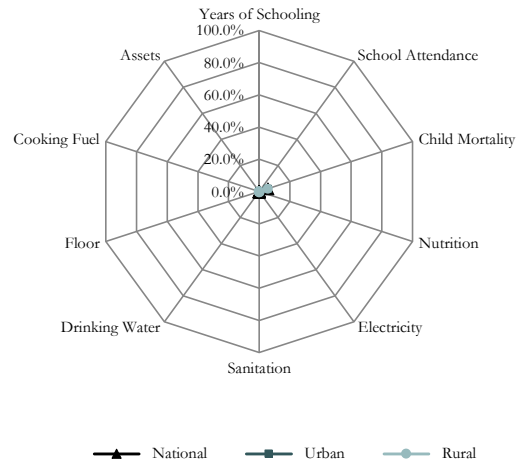 Years of Schooling
100.0%
Assets
School Attendance
80.0%
60.0%
40.0%
Cooking Fuel
Child Mortality
20.0%
0.0%
Floor
Nutrition
Drinking Water
Electricity
Sanitation
National Urban Rural